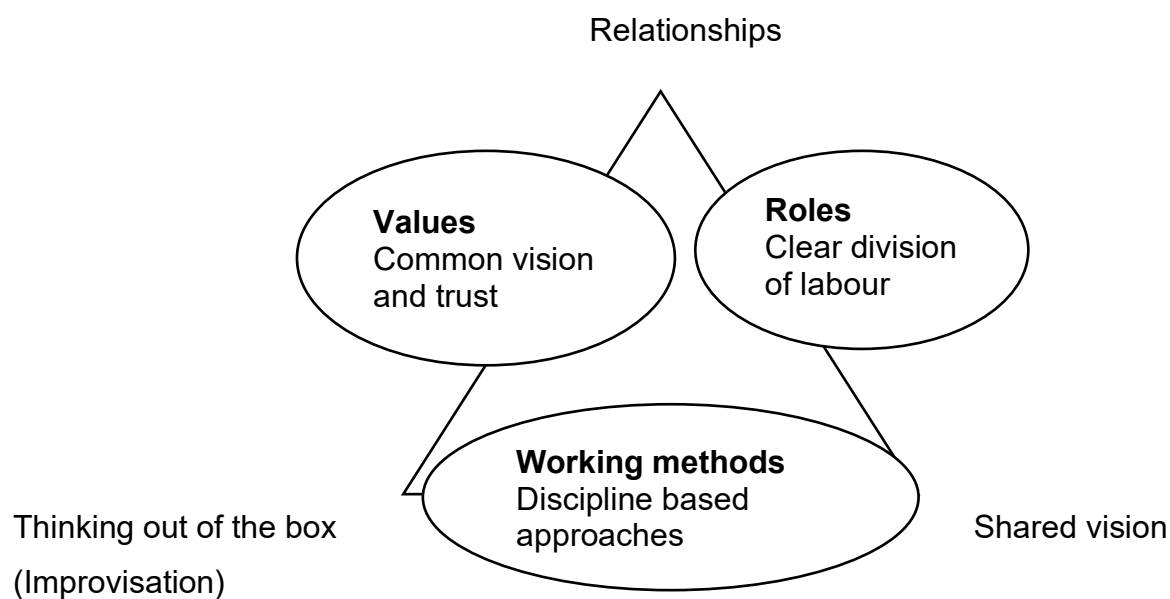 Relationships
Values
Common vision
and trust
Roles
Clear division
of labour
Working methods
Discipline based
approaches
Thinking out of the box
(Improvisation)
Shared vision